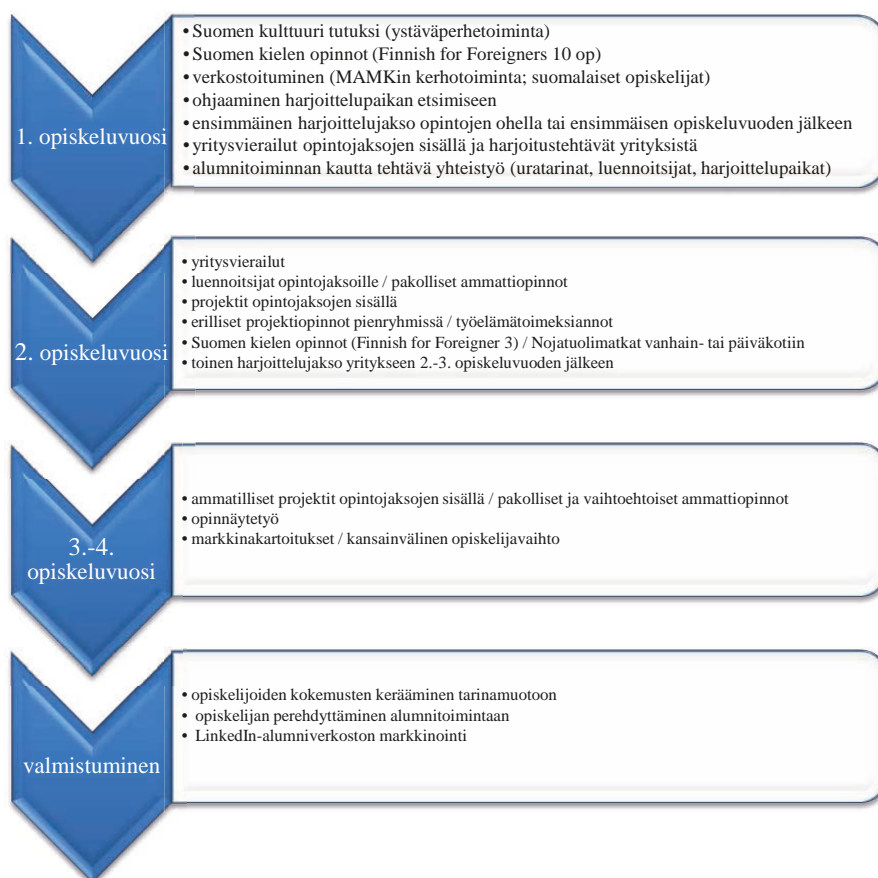 1. opiskeluvuosi
• Suomen kulttuuri tutuksi (ystäväperhetoiminta)
• Suomen kielen opinnot (Finnish for Foreigners 10 op)
• verkostoituminen (MAMKin kerhotoiminta; suomalaiset opiskelijat)
• ohjaaminen harjoittelupaikan etsimiseen
• ensimmäinen harjoittelujakso opintojen ohella tai ensimmäisen opiskeluvuoden jälkeen
• yritysvierailut opintojaksojen sisällä ja harjoitustehtävät yrityksistä
• alumnitoiminnan kautta tehtävä yhteistyö (uratarinat, luennoitsijat, harjoittelupaikat)
2. opiskeluvuosi
• yritysvierailut
• luennoitsijat opintojaksoille / pakolliset ammattiopinnot
• projektit opintojaksojen sisällä
• erilliset projektiopinnot pienryhmissä / työelämätoimeksiannot
• Suomen kielen opinnot (Finnish for Foreigner 3) / Nojatuolimatkat vanhain- tai päiväkotiin
• toinen harjoittelujakso yritykseen 2.-3. opiskeluvuoden jälkeen
3.-4.
opiskeluvuosi
• ammatilliset projektit opintojaksojen sisällä / pakolliset ja vaihtoehtoiset ammattiopinnot
• opinnäytetyö
• markkinakartoitukset / kansainvälinen opiskelijavaihto
valmistuminen
• opiskelijoiden kokemusten kerääminen tarinamuotoon
• opiskelijan perehdyttäminen alumnitoimintaan
• LinkedIn-alumniverkoston markkinointi